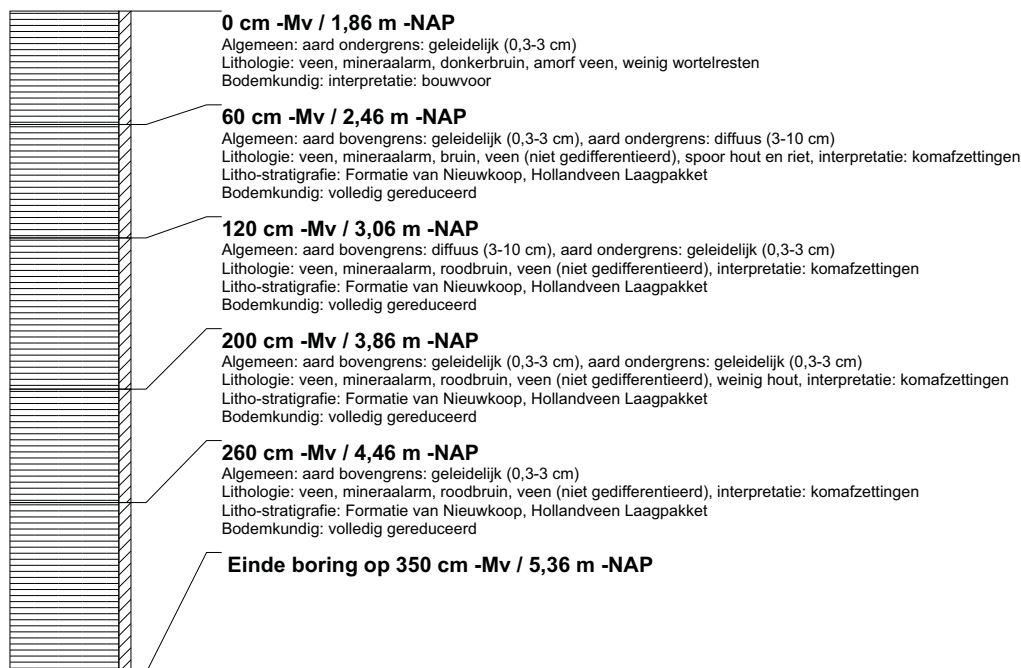 0 cm -Mv / 1,86 m -NAP
Algemeen: aard ondergrens: geleidelijk (0,3-3 cm)
Lithologie: veen, mineraalarm, donkerbruin, amorf veen, weinig wortelresten
Bodemkundig: interpretatie: bouwvoor
60 cm -Mv / 2,46 m -NAP
Algemeen: aard bovengrens: geleidelijk (0,3-3 cm), aard ondergrens: diffuus (3-10 cm)
Lithologie: veen, mineraalarm, bruin, veen (niet gedifferentieerd), spoor hout en riet, interpretatie: komafzettingen
Litho-stratigrafie: Formatie van Nieuwkoop, Hollandveen Laagpakket
Bodemkundig: volledig gereduceerd
120 cm -Mv / 3,06 m -NAP
Algemeen: aard bovengrens: diffuus (3-10 cm), aard ondergrens: geleidelijk (0,3-3 cm)
Lithologie: veen, mineraalarm, roodbruin, veen (niet gedifferentieerd), interpretatie: komafzettingen
Litho-stratigrafie: Formatie van Nieuwkoop, Hollandveen Laagpakket
Bodemkundig: volledig gereduceerd
200 cm -Mv / 3,86 m -NAP
Algemeen: aard bovengrens: geleidelijk (0,3-3 cm), aard ondergrens: geleidelijk (0,3-3 cm)
Lithologie: veen, mineraalarm, roodbruin, veen (niet gedifferentieerd), weinig hout, interpretatie: komafzettingen
Litho-stratigrafie: Formatie van Nieuwkoop, Hollandveen Laagpakket
Bodemkundig: volledig gereduceerd
260 cm -Mv / 4,46 m -NAP
Algemeen: aard bovengrens: geleidelijk (0,3-3 cm)
Lithologie: veen, mineraalarm, roodbruin, veen (niet gedifferentieerd), interpretatie: komafzettingen
Litho-stratigrafie: Formatie van Nieuwkoop, Hollandveen Laagpakket
Bodemkundig: volledig gereduceerd
Einde boring op 350 cm -Mv / 5,36 m -NAP